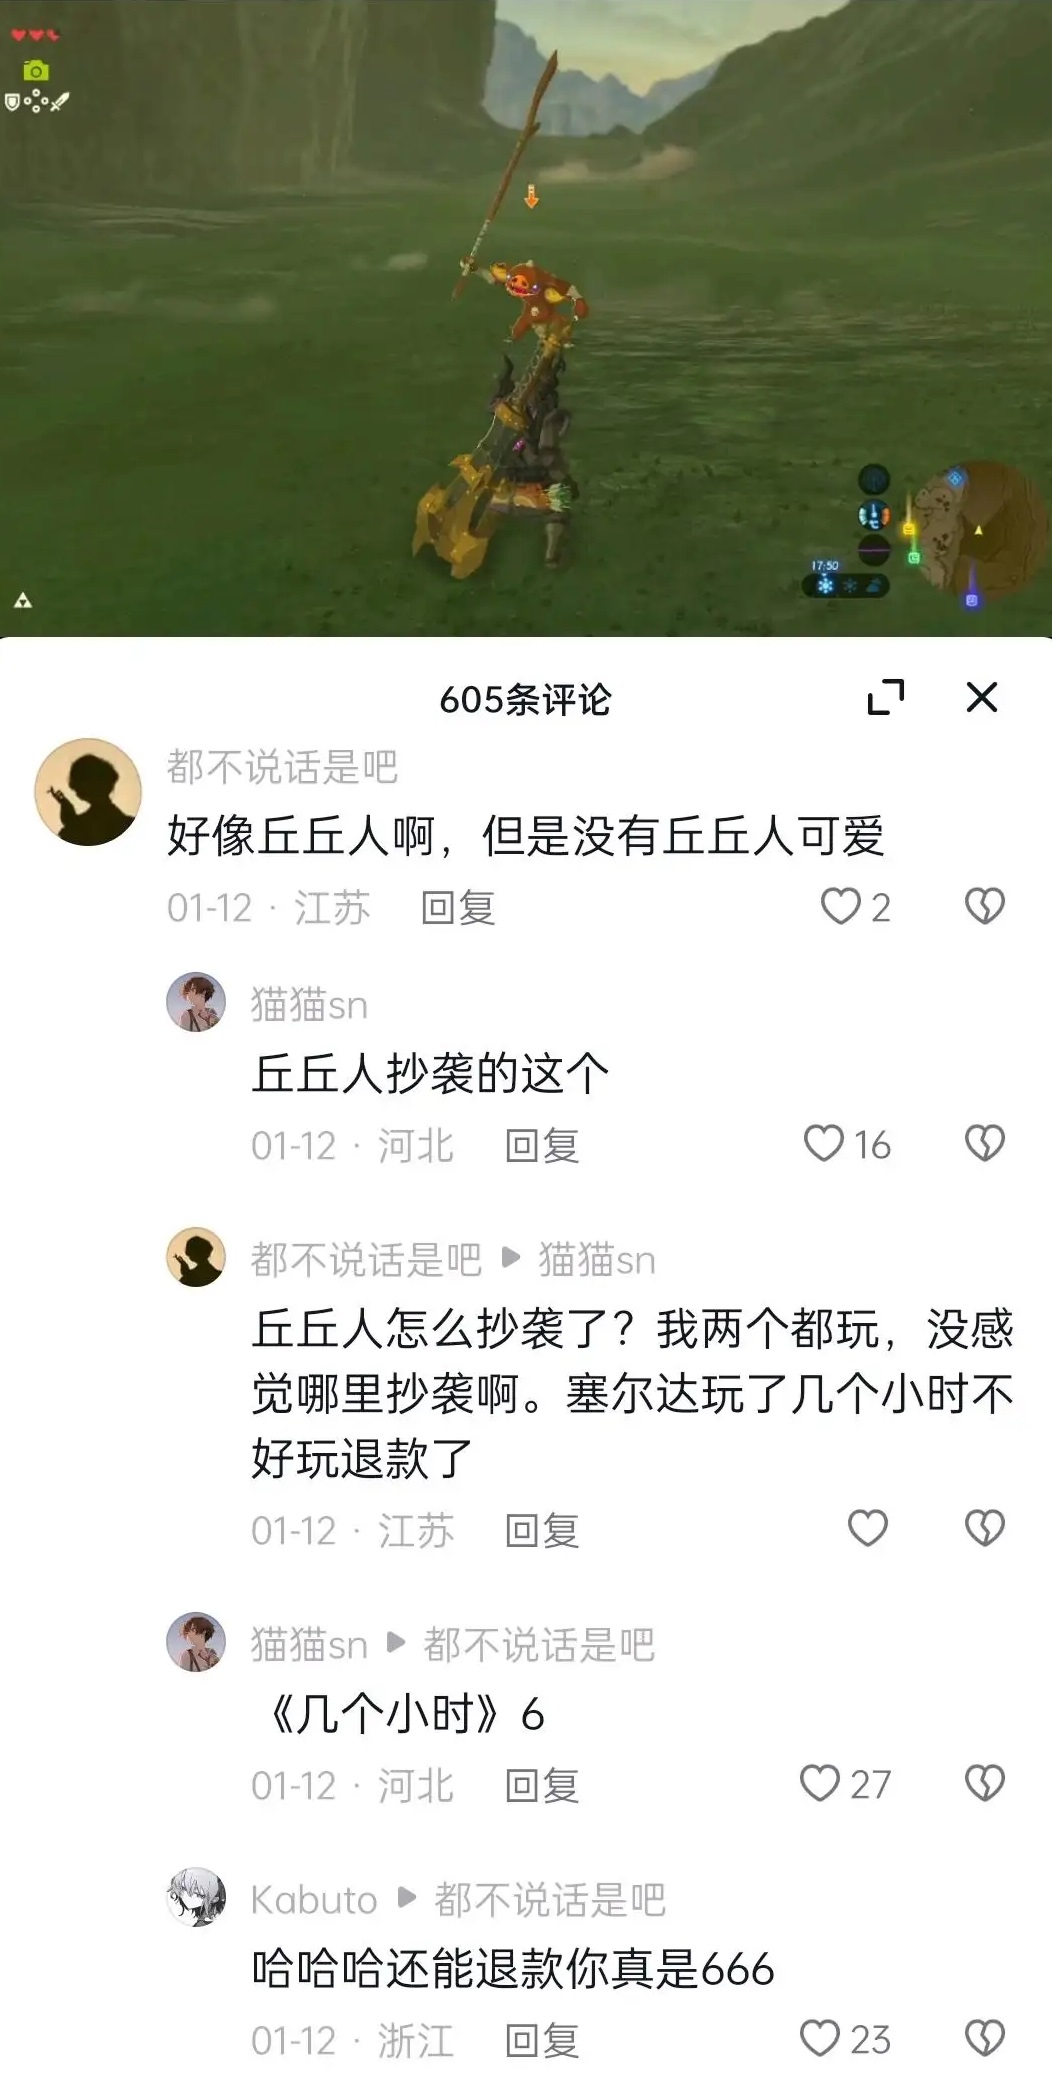 17:50
605条评论
都不说话是吧
好像丘丘人啊，但是没有丘丘人可爱
01-12 · 江苏 回复 2
猫猫sn
丘丘人抄袭的这个
01-12 · 河北 回复 16
都不说话是吧 ▶ 猫猫sn
丘丘人怎么抄袭了？我两个都玩，没感
觉哪里抄袭啊。塞尔达玩了几个小时不
好玩退款了
01-12 · 江苏 回复
猫猫sn ▶ 都不说话是吧
《几个小时》6
01-12 · 河北 回复 27
Kabuto ▶ 都不说话是吧
哈哈哈还能退款你真是666
01-12 · 浙江 回复 23